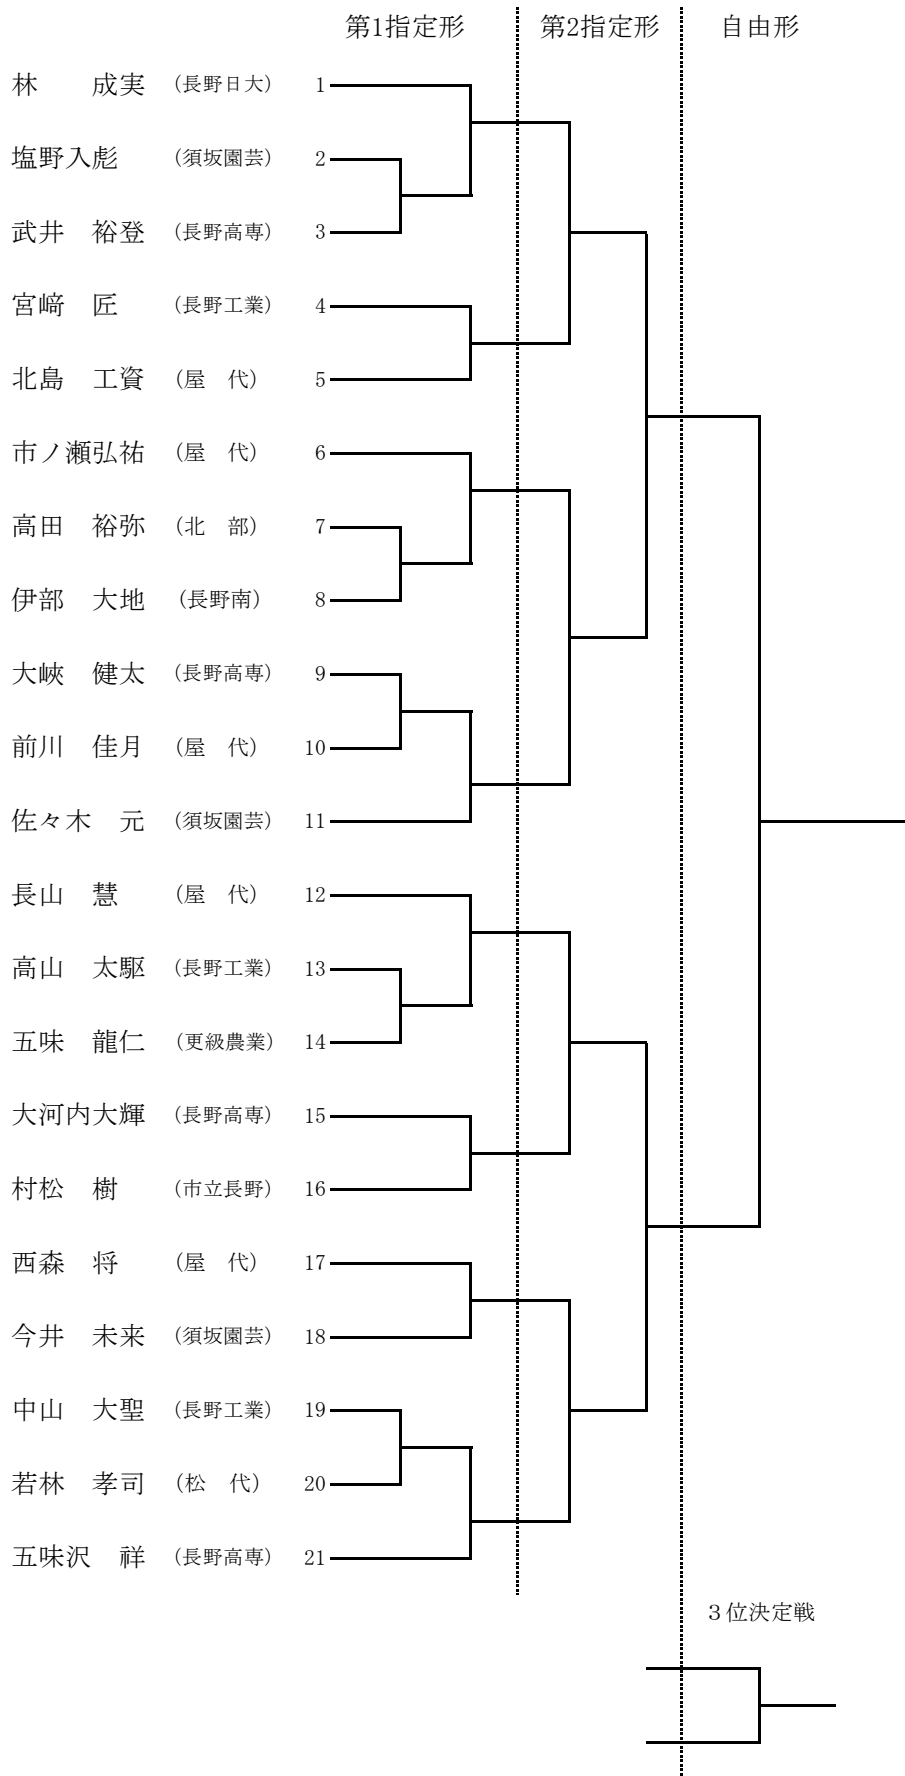 第1指定形　第2指定形　自由形
林　　成実　（長野日大）　1
塩野入彪　（須坂園芸）　2
武井　裕登　（長野高専）　3
宮﨑　匠　（長野工業）　4
北島　工資　（屋　代）　5
市ノ瀬弘祐　（屋　代）　6
高田　裕弥　（北　部）　7
伊部　大地　（長野南）　8
大峽　健太　（長野高専）　9
前川　佳月　（屋　代）　10
佐々木　元　（須坂園芸）　11
長山　慧　（屋　代）　12
高山　太駆　（長野工業）　13
五味　龍仁　（更級農業）　14
大河内大輝　（長野高専）　15
村松　樹　（市立長野）　16
西森　将　（屋　代）　17
今井　未来　（須坂園芸）　18
中山　大聖　（長野工業）　19
若林　孝司　（松　代）　20
五味沢　祥　（長野高専）　21
３位決定戦